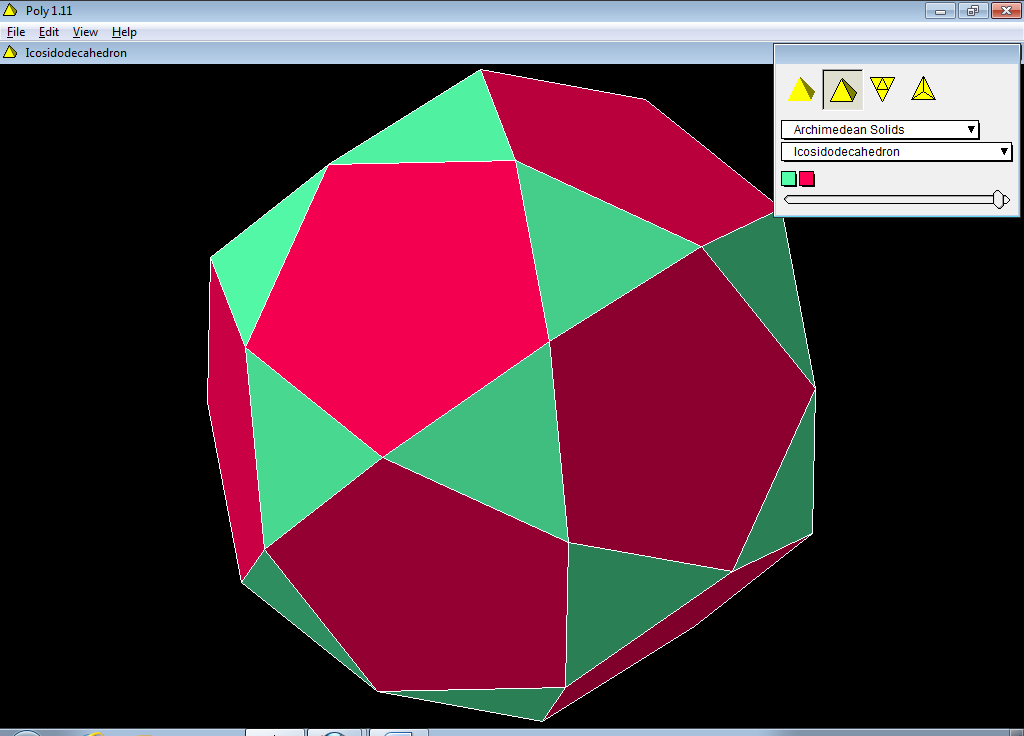 Poly 1.11
File Edit View Help
Icosidodecahedron
Archimedean Solids
Icosidodecahedron